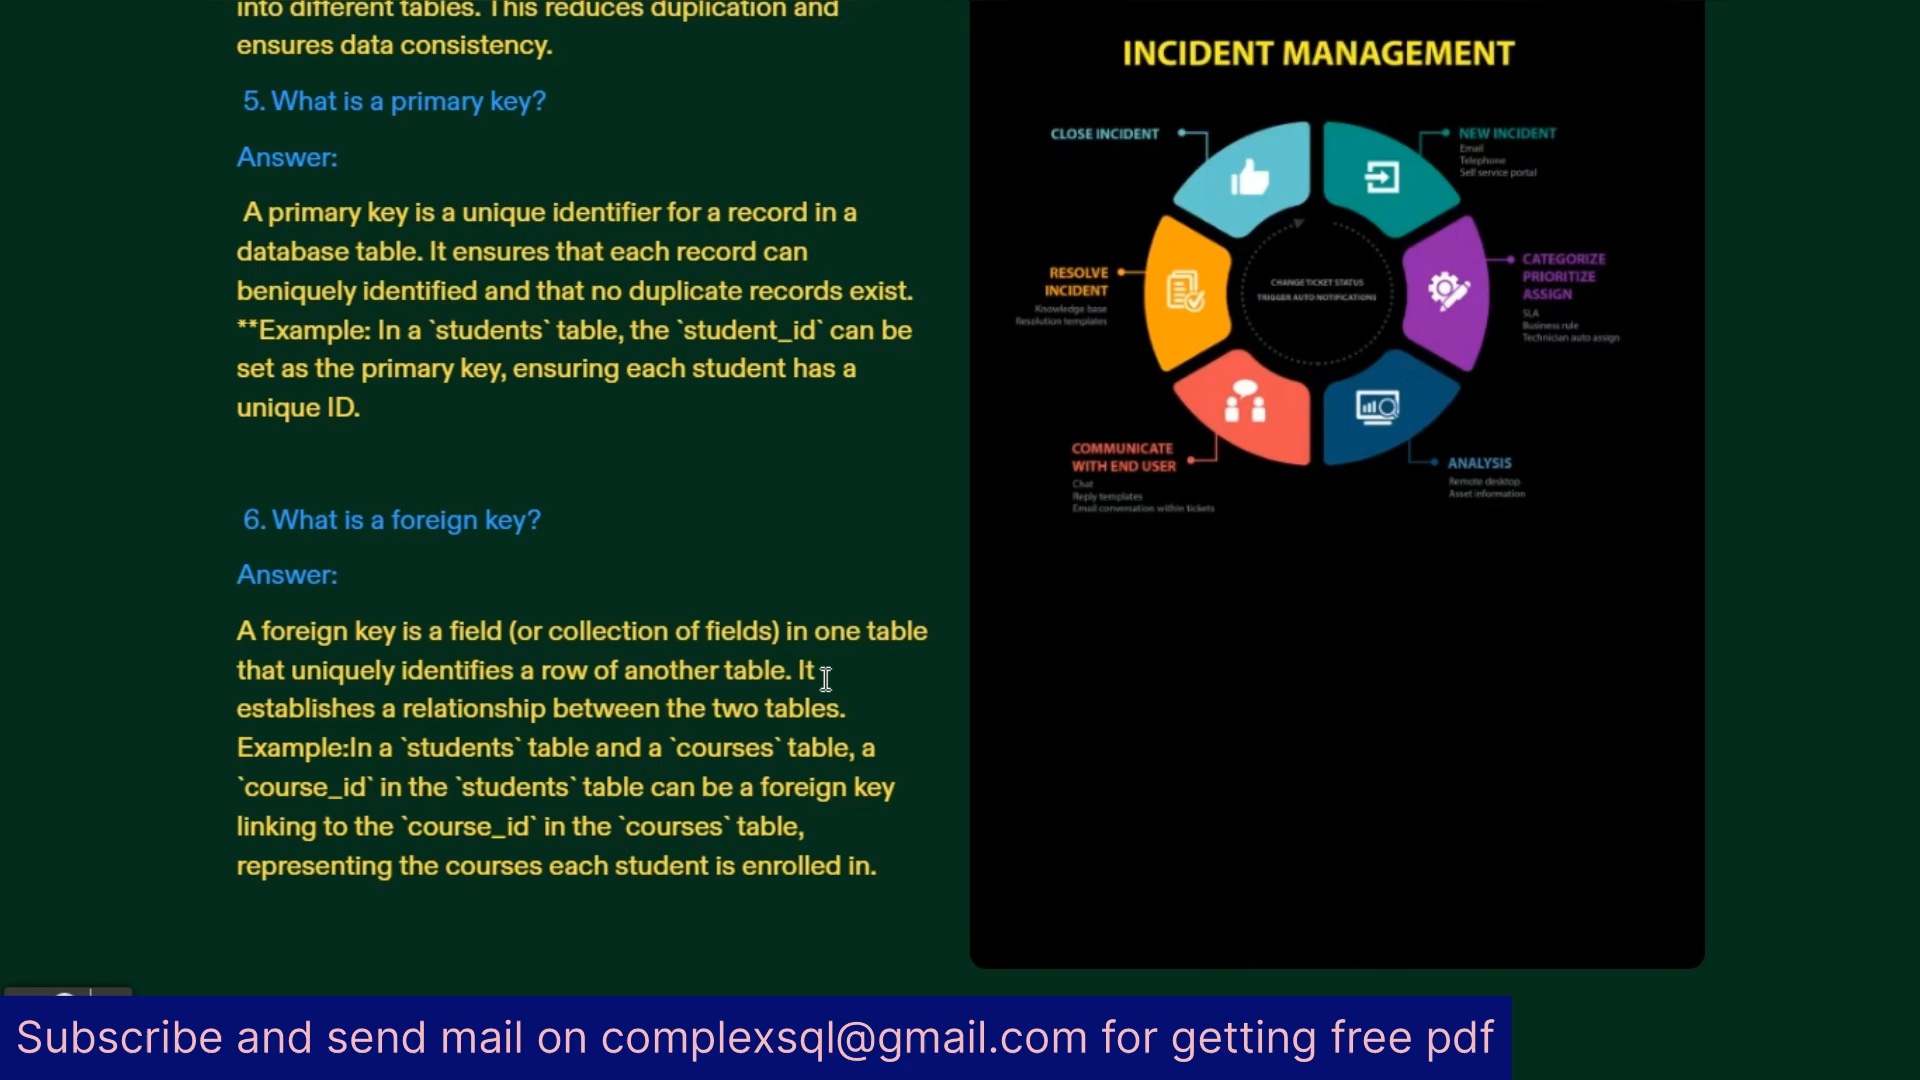 into different tables. This reduces duplication and
ensures data consistency.
5. What is a primary key?
Answer:
A primary key is a unique identifier for a record in a
database table. It ensures that each record can
beniquely identified and that no duplicate records exist.
**Example: In a `students` table, the `student_id` can be
set as the primary key, ensuring each student has a
unique ID.
6. What is a foreign key?
Answer:
A foreign key is a field (or collection of fields) in one table
that uniquely identifies a row of another table. It
establishes a relationship between the two tables.
Example:In a `students` table and a `courses` table, a
`course_id` in the `students` table can be a foreign key
linking to the `course_id` in the `courses` table,
representing the courses each student is enrolled in.
INCIDENT MANAGEMENT
CLOSE INCIDENT
NEW INCIDENT
Email
Telephone
Self service portal
RESOLVE
INCIDENT
Knowledge base
Resolution templates
CHANGE TICKET STATUS
TRIGGER AUTO NOTIFICATIONS
CATEGORIZE
PRIORITIZE
ASSIGN
SLA
Business rule
Technician auto assign
COMMUNICATE
WITH END USER
Chat
Reply templates
Email conversation within tickets
ANALYSIS
Remote desktop
Asset information
Subscribe and send mail on complexsql@gmail.com for getting free pdf